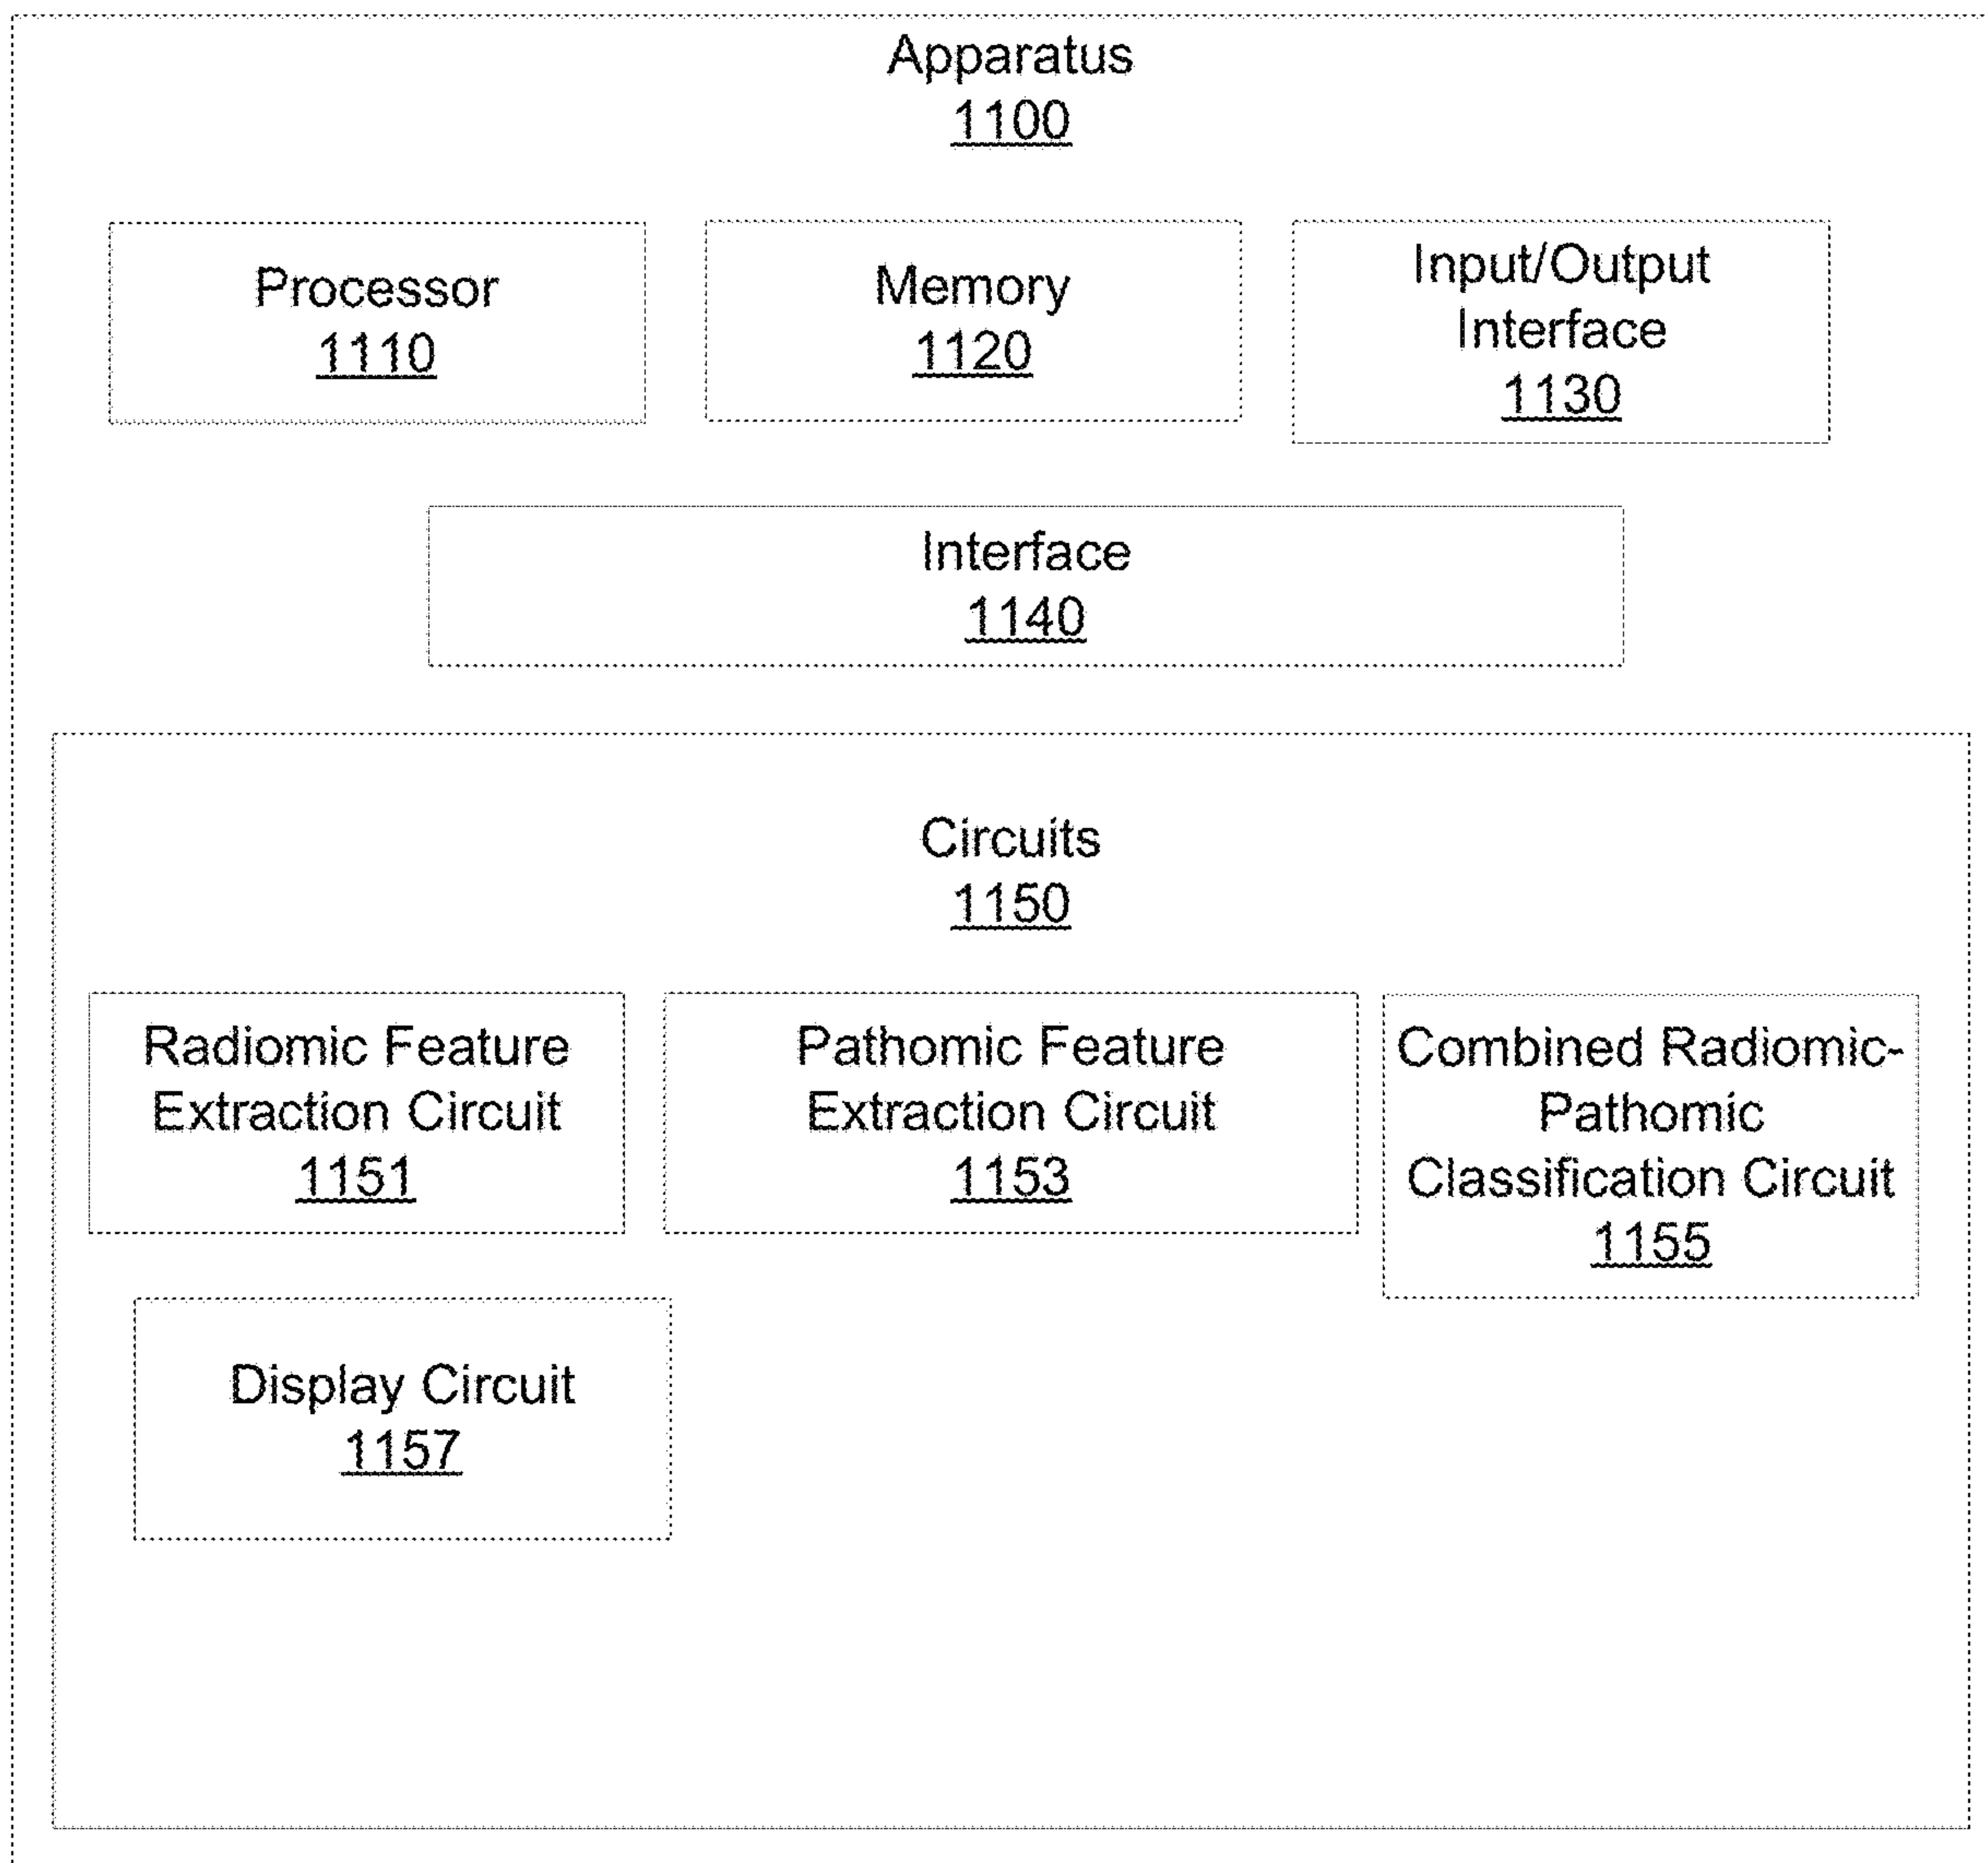 Apparatus
1100
Processor
1110
Memory
1120
Input/Output
Interface
1130
Interface
1140
Circuits
1150
Radiomic Feature
Extraction Circuit
1151
Pathomic Feature
Extraction Circuit
1153
Combined Radiomic-
Pathomic
Classification Circuit
1155
Display Circuit
1157